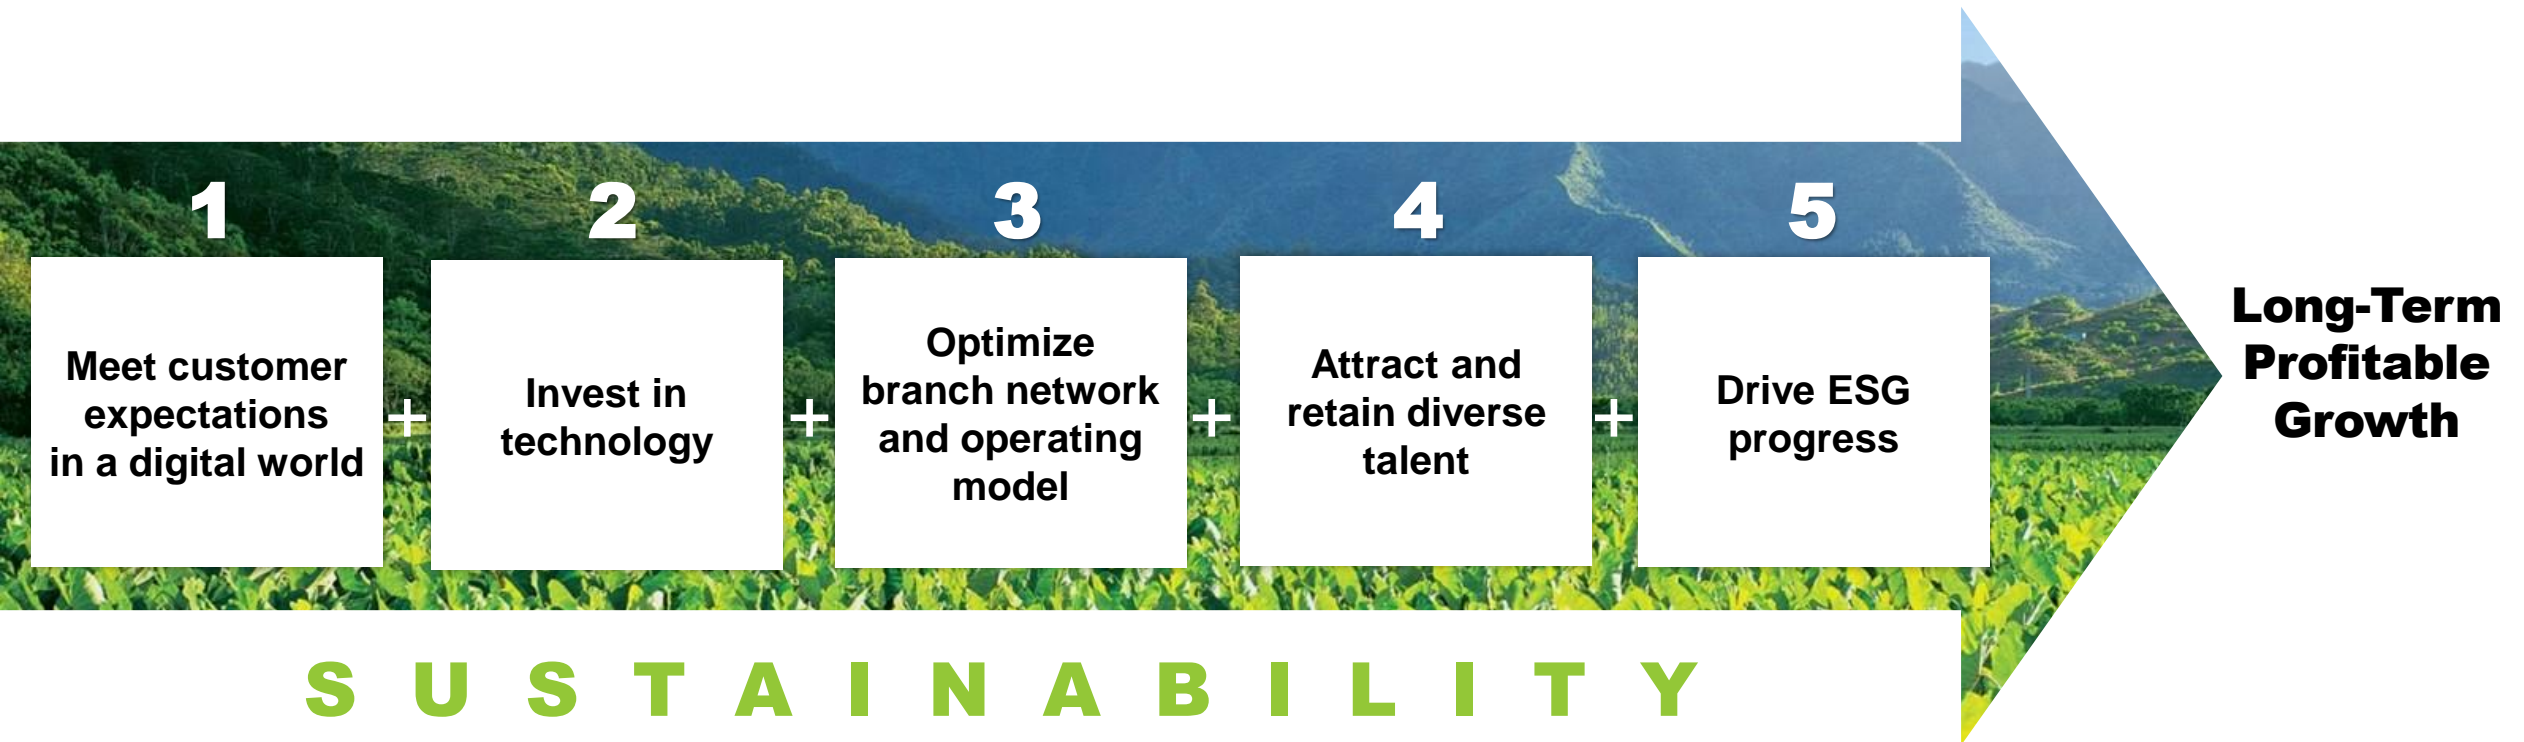 1
Meet customer
expectations
in a digital world
+
2
Invest in
technology
+
3
Optimize
branch network
and operating
model
+
4
Attract and
retain diverse
talent
+
5
Drive ESG
progress
Long-Term
Profitable
Growth
SUSTAINABILITY